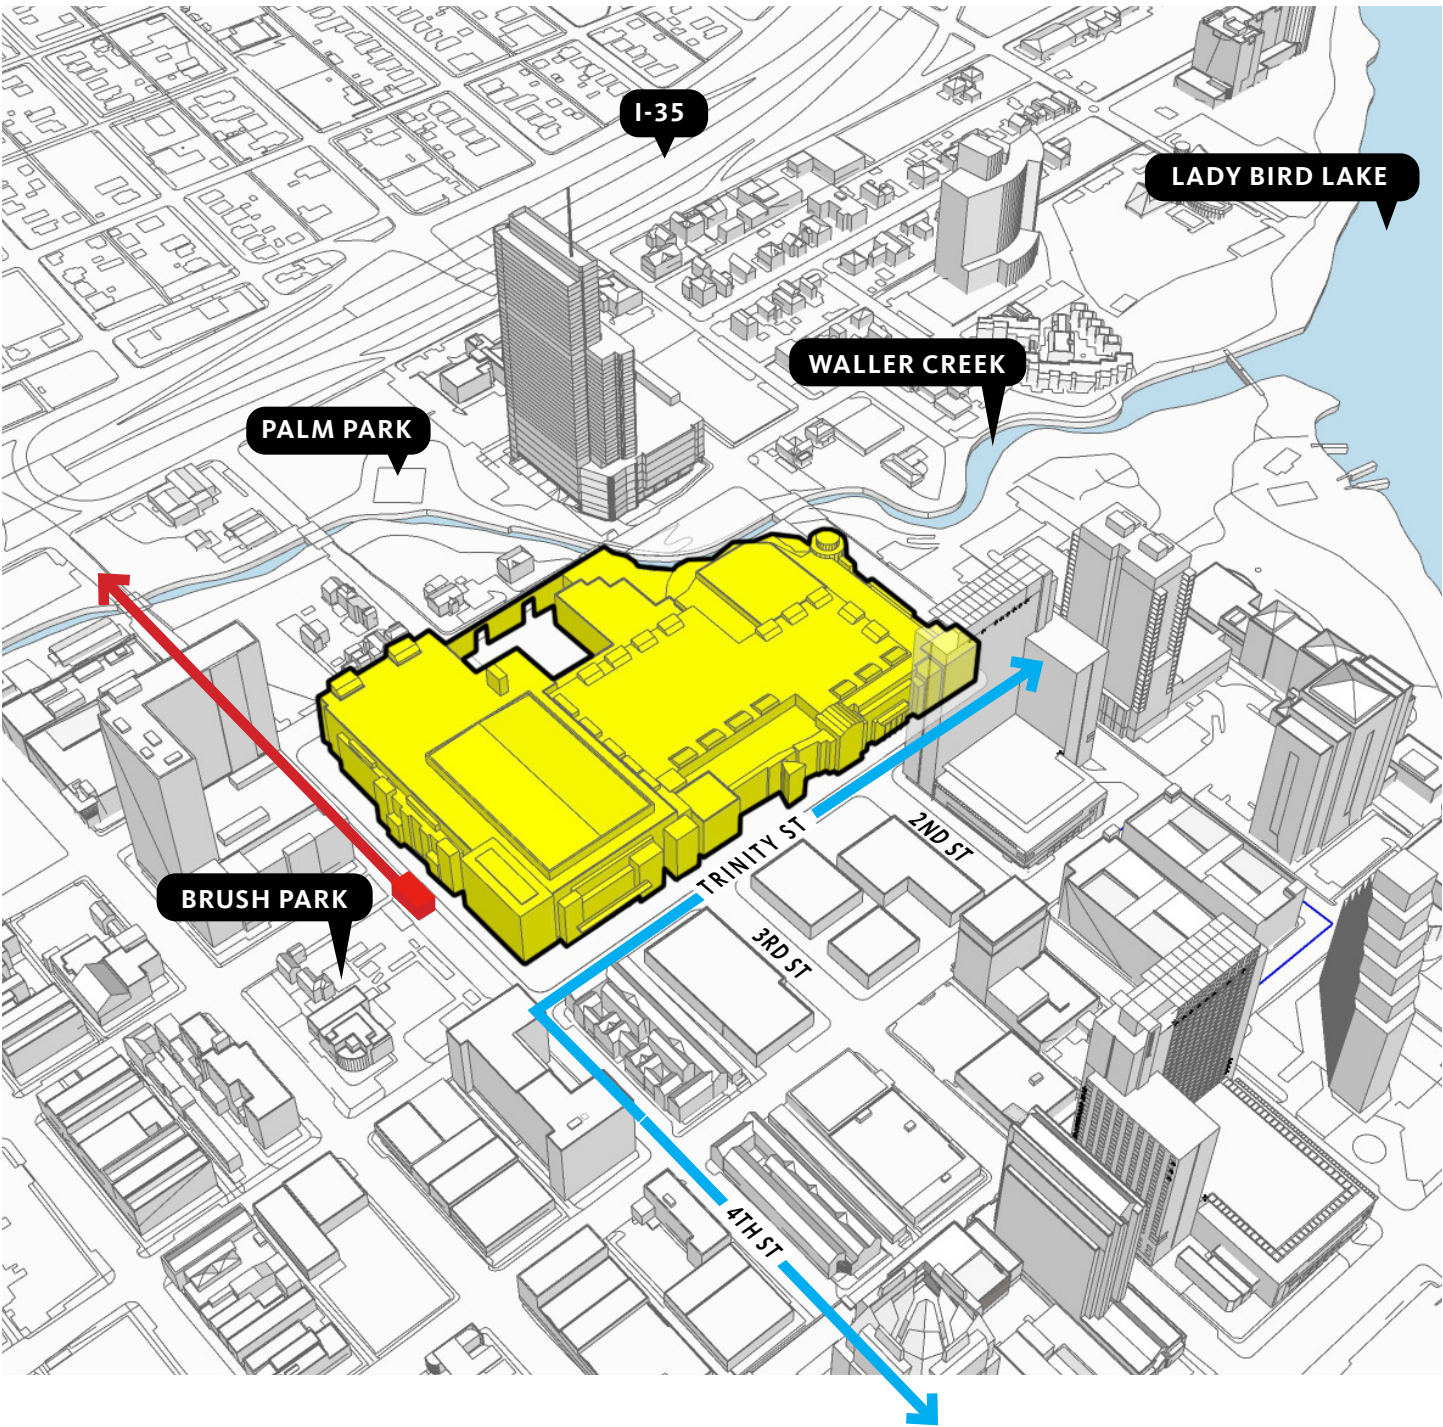 I-35
LADY BIRD LAKE
WALLER CREEK
PALM PARK
2ND ST
TRINITY ST
BRUSH PARK
3RD ST
4TH ST